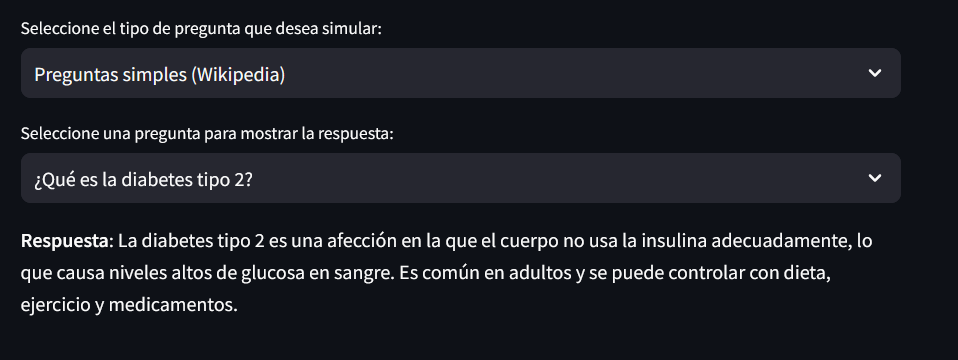 Seleccione el tipo de pregunta que desea simular:
Preguntas simples (Wikipedia)
Seleccione una pregunta para mostrar la respuesta:
¿Qué es la diabetes tipo 2?
Respuesta: La diabetes tipo 2 es una afección en la que el cuerpo no usa la insulina adecuadamente, lo
que causa niveles altos de glucosa en sangre. Es común en adultos y se puede controlar con dieta,
ejercicio y medicamentos.